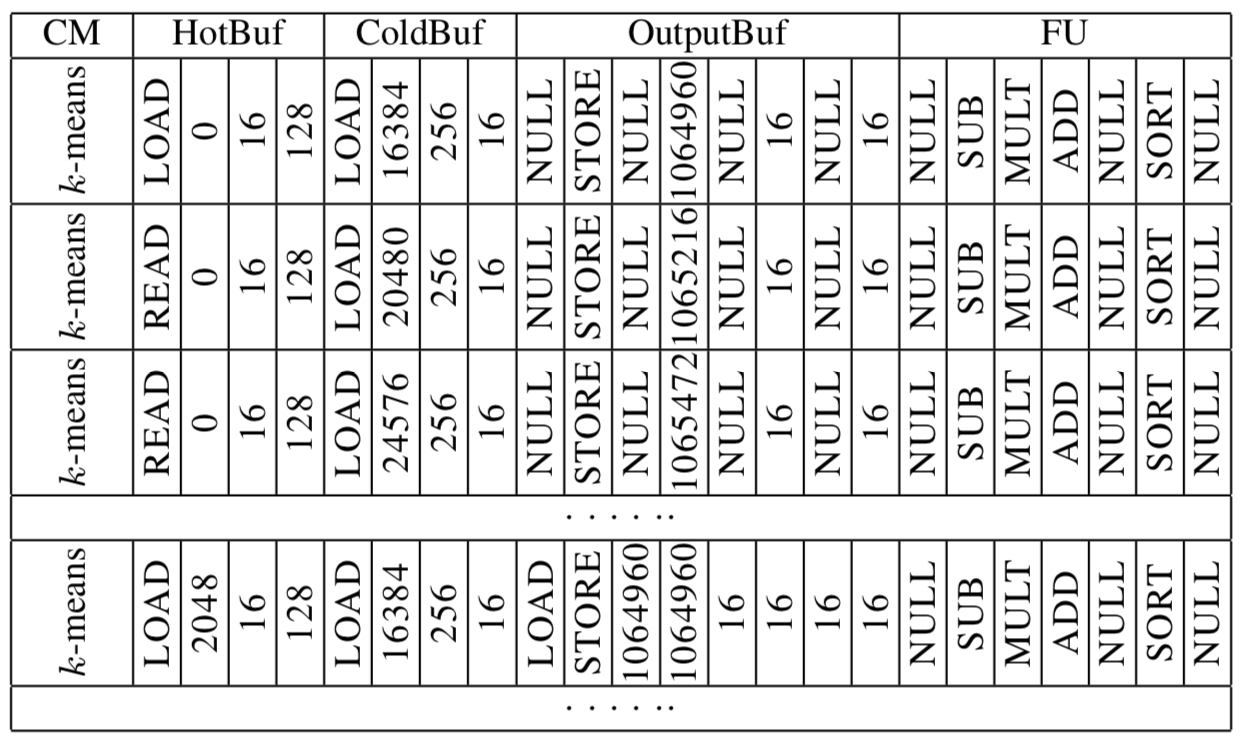 CM HotBuf ColdBuf OutputBuf FU
k-means LOAD 0 16 128 LOAD 16384 256 16 NULL STORE NULL 1064960 NULL 16 NULL 16 NULL SUB MULT ADD NULL SORT NULL
k-means READ 0 16 128 LOAD 20480 256 16 NULL STORE NULL 1065216 NULL 16 NULL 16 NULL SUB MULT ADD NULL SORT NULL
k-means READ 0 16 128 LOAD 24576 256 16 NULL STORE NULL 1065472 NULL 16 NULL 16 NULL SUB MULT ADD NULL SORT NULL
······
k-means LOAD 2048 16 128 LOAD 16384 256 16 LOAD STORE 1064960 1064960 16 16 16 16 NULL SUB MULT ADD NULL SORT NULL
······